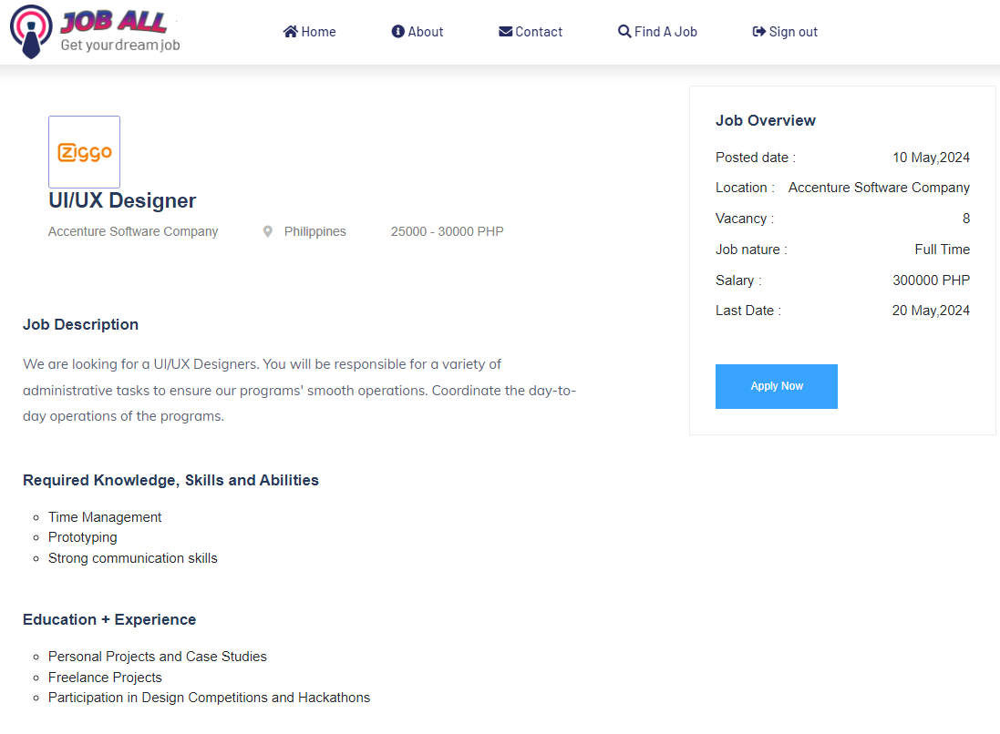 JOB ALL
Get your dream job
Home About Contact Find A Job Sign out
Ziggo
UI/UX Designer
Accenture Software Company Philippines 25000 - 30000 PHP
Job Description
We are looking for a UI/UX Designers. You will be responsible for a variety of
administrative tasks to ensure our programs' smooth operations. Coordinate the day-to-
day operations of the programs.
Required Knowledge, Skills and Abilities
Time Management
Prototyping
Strong communication skills
Education + Experience
Personal Projects and Case Studies
Freelance Projects
Participation in Design Competitions and Hackathons
Job Overview
Posted date : 10 May,2024
Location : Accenture Software Company
Vacancy : 8
Job nature : Full Time
Salary : 300000 PHP
Last Date : 20 May,2024
Apply Now